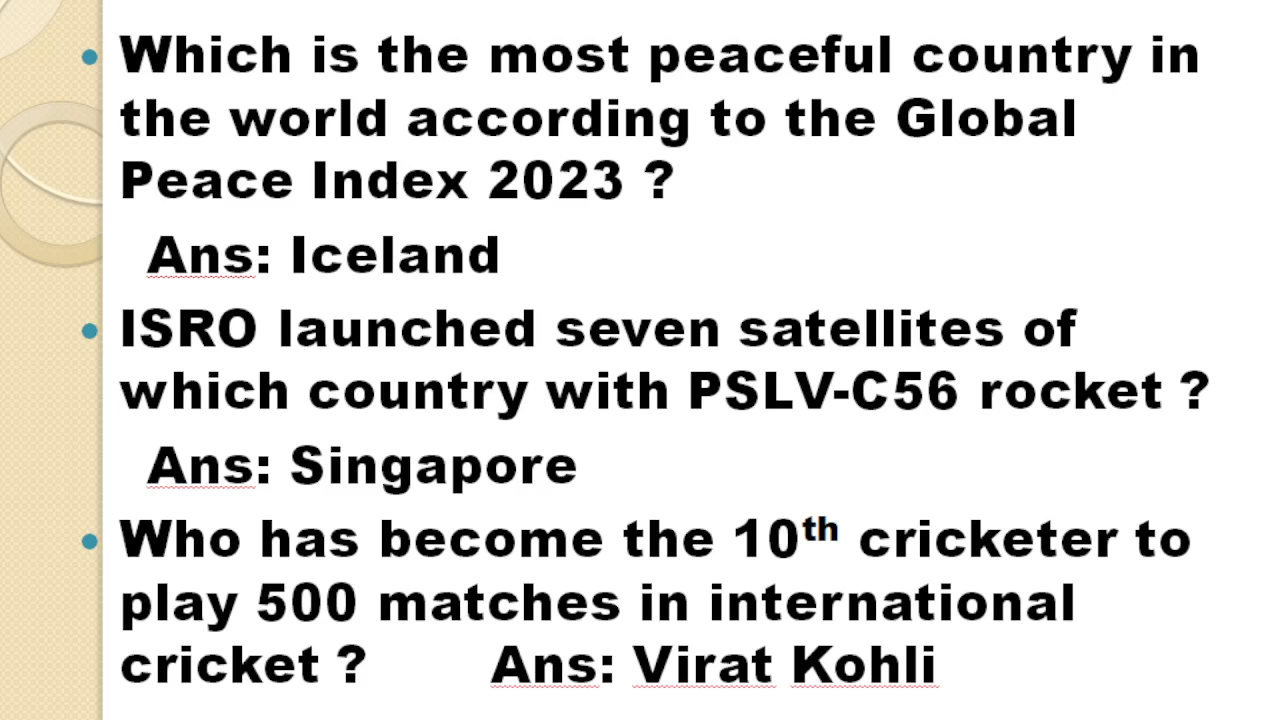 Which is the most peaceful country in
the world according to the Global
Peace Index 2023 ?
Ans: Iceland
ISRO launched seven satellites of
which country with PSLV-C56 rocket ?
Ans: Singapore
Who has become the 10th cricketer to
play 500 matches in international
cricket ? Ans: Virat Kohli